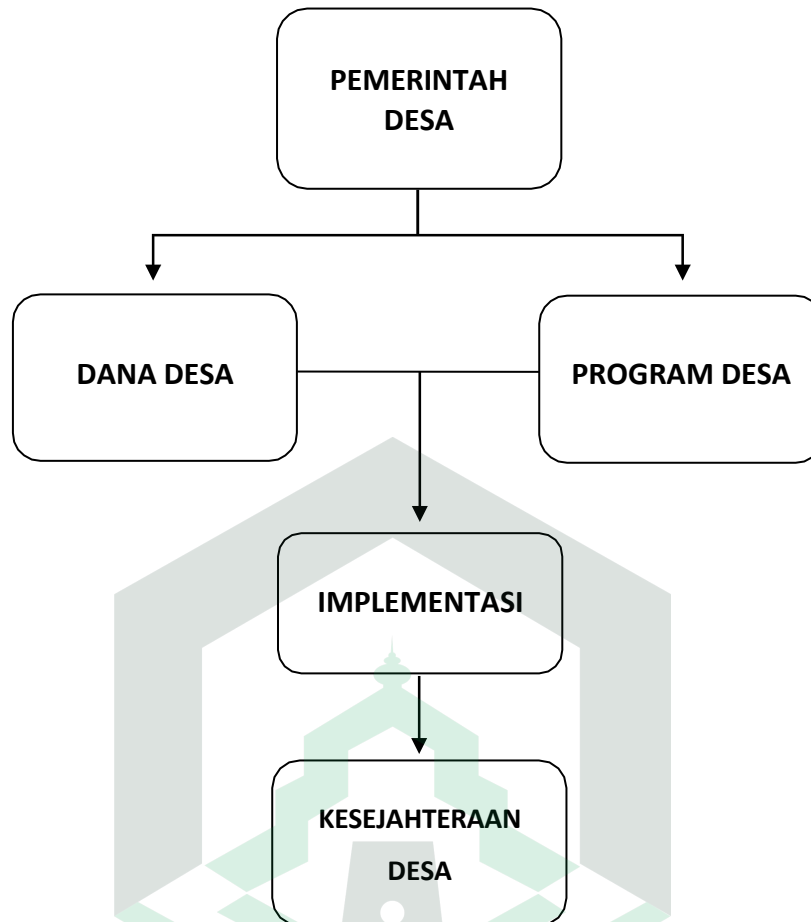 PEMERINTAH
DESA
DANA DESA
PROGRAM DESA
IMPLEMENTASI
KESEJAHTERAAN
DESA